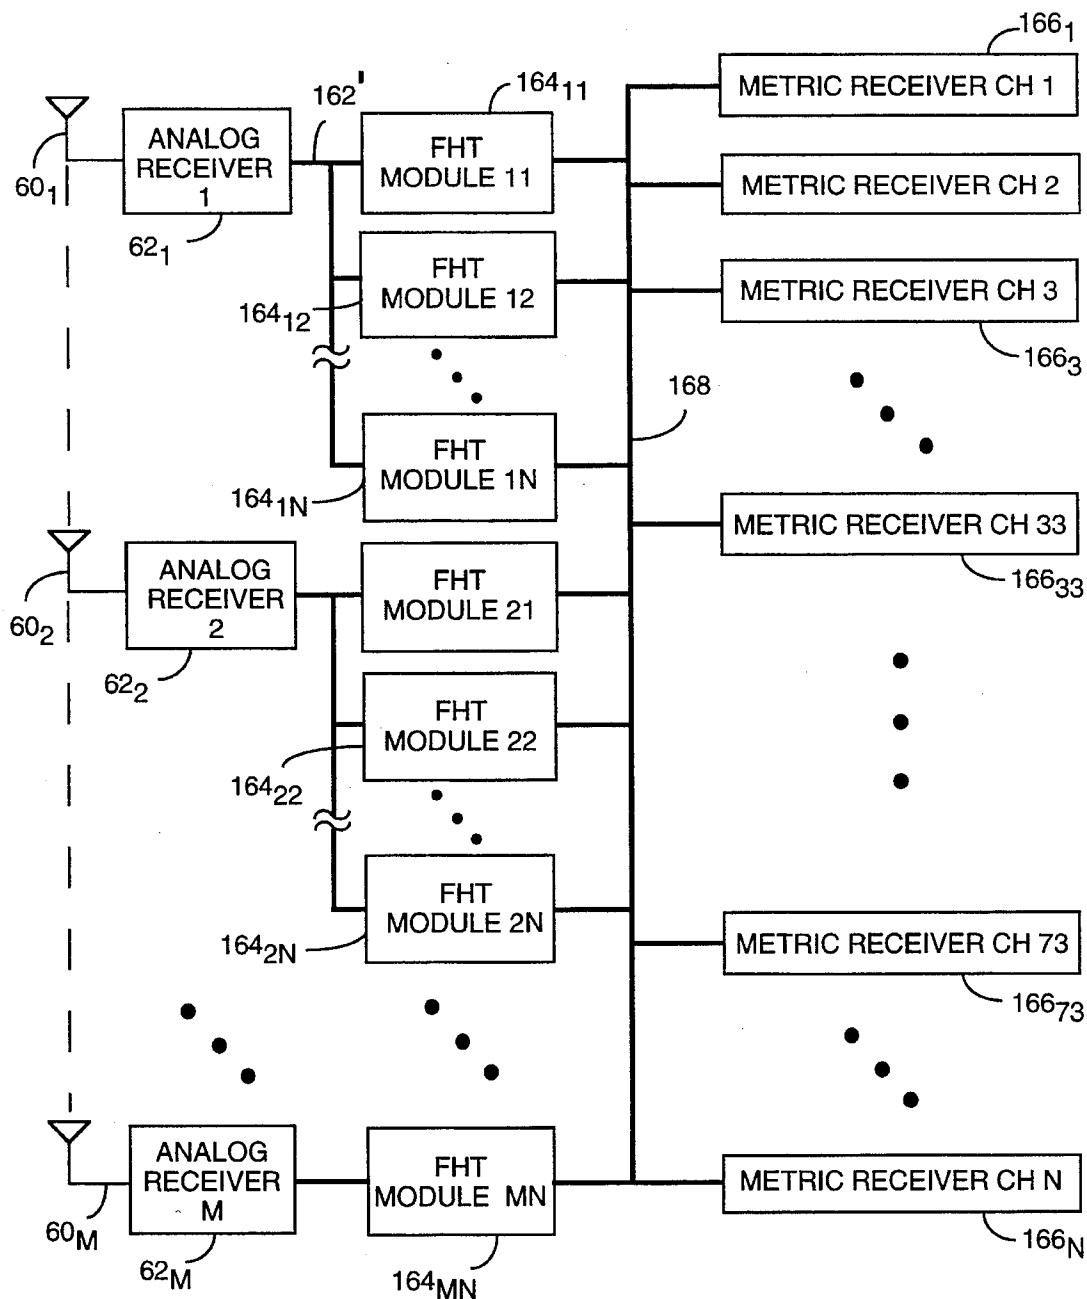 166₁
METRIC RECEIVER CH 1
162'
164₁₁
60₁
ANALOG
RECEIVER
1
62₁
FHT
MODULE 11
METRIC RECEIVER CH 2
FHT
MODULE 12
164₁₂
METRIC RECEIVER CH 3
166₃
168
FHT
MODULE 1N
164₁N
METRIC RECEIVER CH 33
166₃₃
60₂
ANALOG
RECEIVER
2
62₂
FHT
MODULE 21
FHT
MODULE 22
164₂₂
FHT
MODULE 2N
164₂N
METRIC RECEIVER CH 73
166₇₃
60M
ANALOG
RECEIVER
M
62M
FHT
MODULE MN
164MN
METRIC RECEIVER CH N
166N